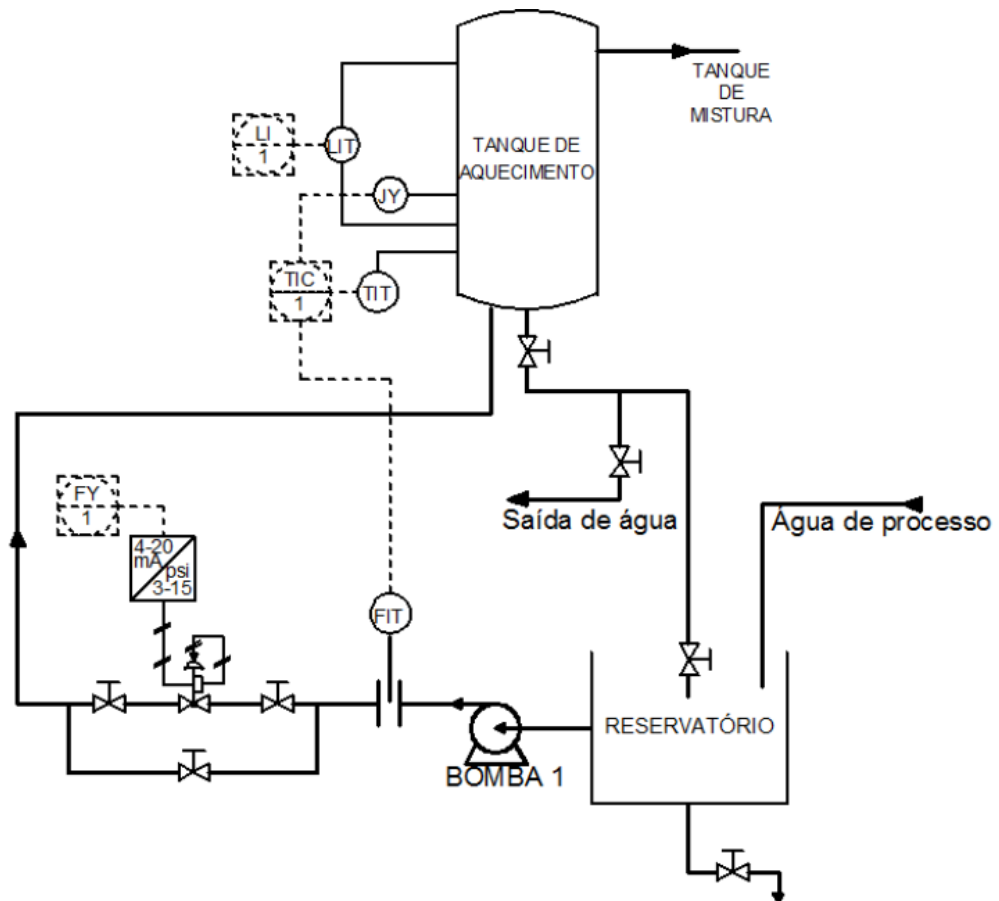 TANQUE
DE
MISTURA
TANQUE DE
AQUECIMENTO
LI
1
LIT
JY
TIC
1
TIT
FY
1
4-20
mA
psi
3-15
Saída de água
Água de processo
FIT
RESERVATÓRIO
BOMBA 1